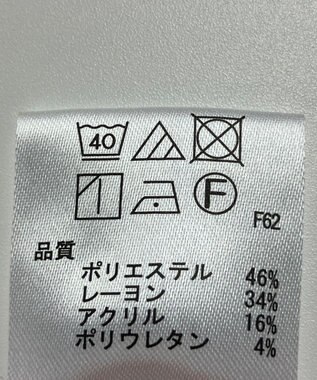 40
F
F62
品質
ポリエステル 46%
レーヨン 34%
アクリル 16%
ポリウレタン 4%